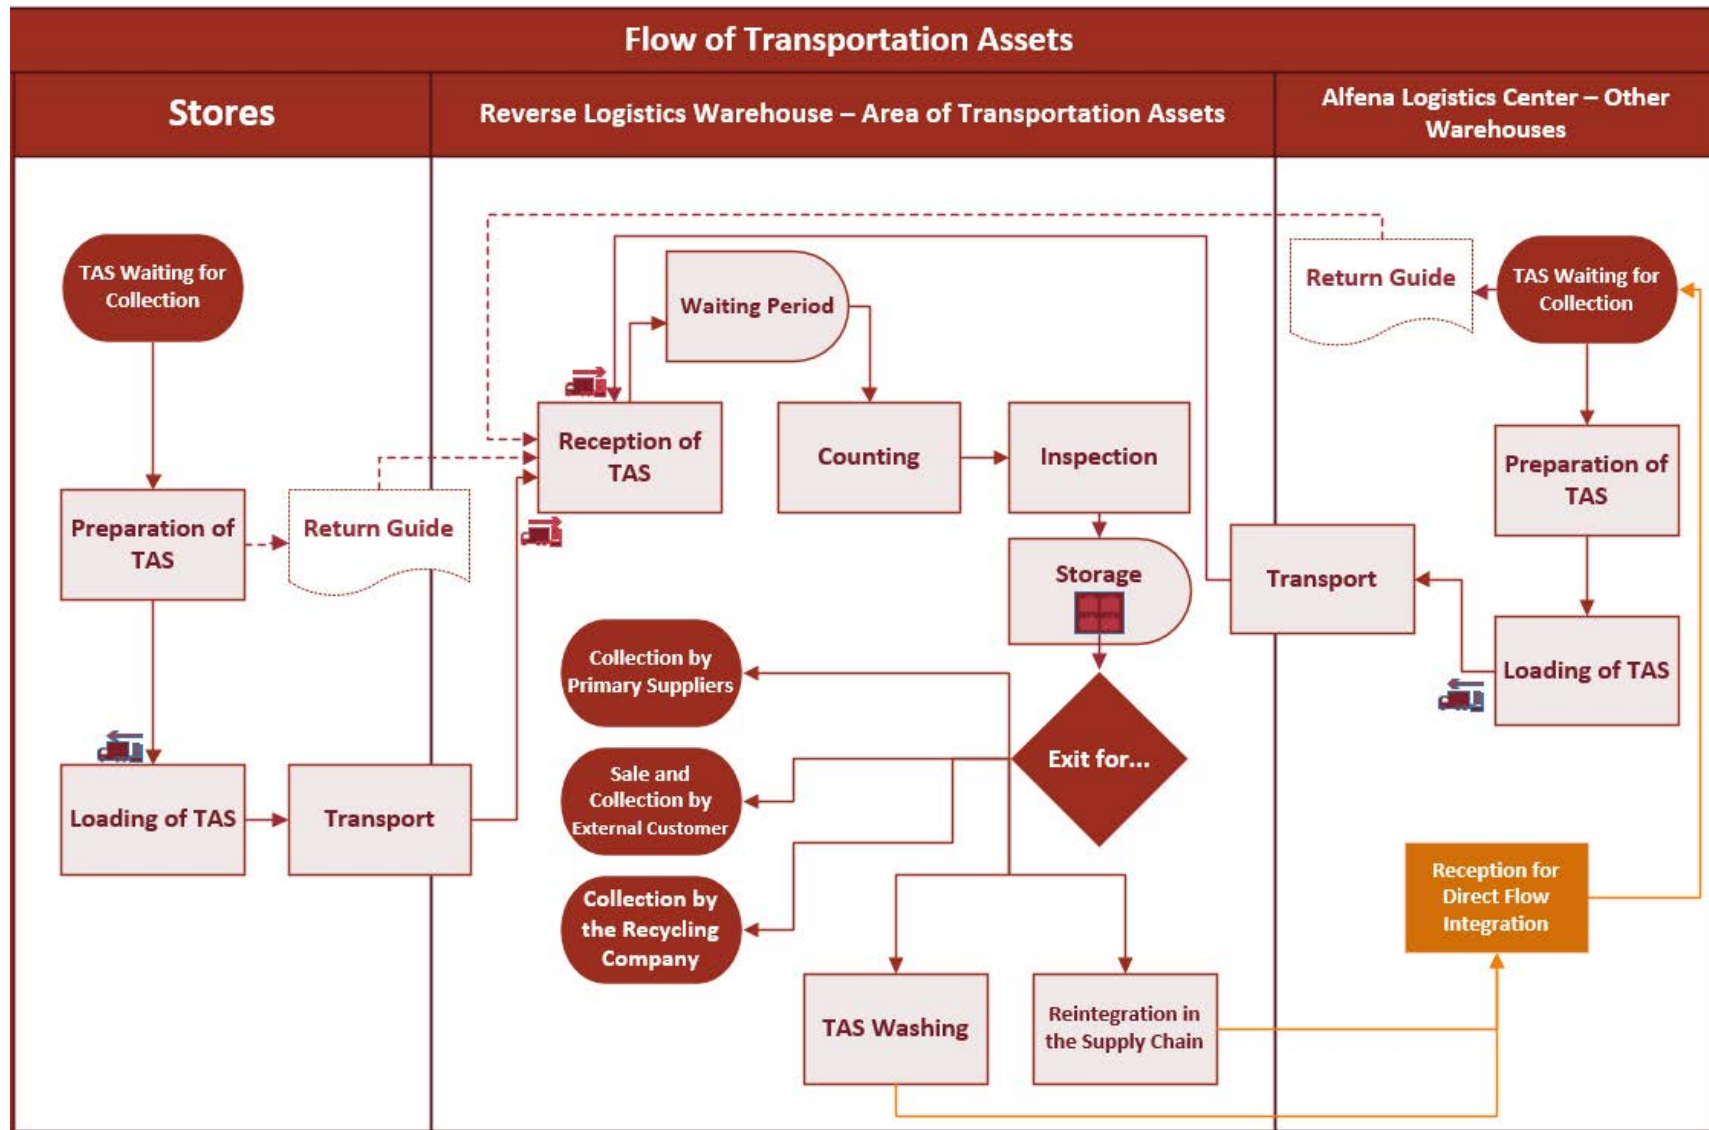 Flow of Transportation Assets
Stores
Reverse Logistics Warehouse – Area of Transportation Assets
Alfena Logistics Center – Other
Warehouses
TAS Waiting for
Collection
Preparation of
TAS
Return Guide
Loading of TAS
Transport
Reception of
TAS
Waiting Period
Counting
Inspection
Storage
Exit for...
Collection by
Primary Suppliers
Sale and
Collection by
External Customer
Collection by
the Recycling
Company
TAS Washing
Reintegration in
the Supply Chain
Return Guide
TAS Waiting for
Collection
Preparation of
TAS
Loading of TAS
Transport
Reception for
Direct Flow
Integration